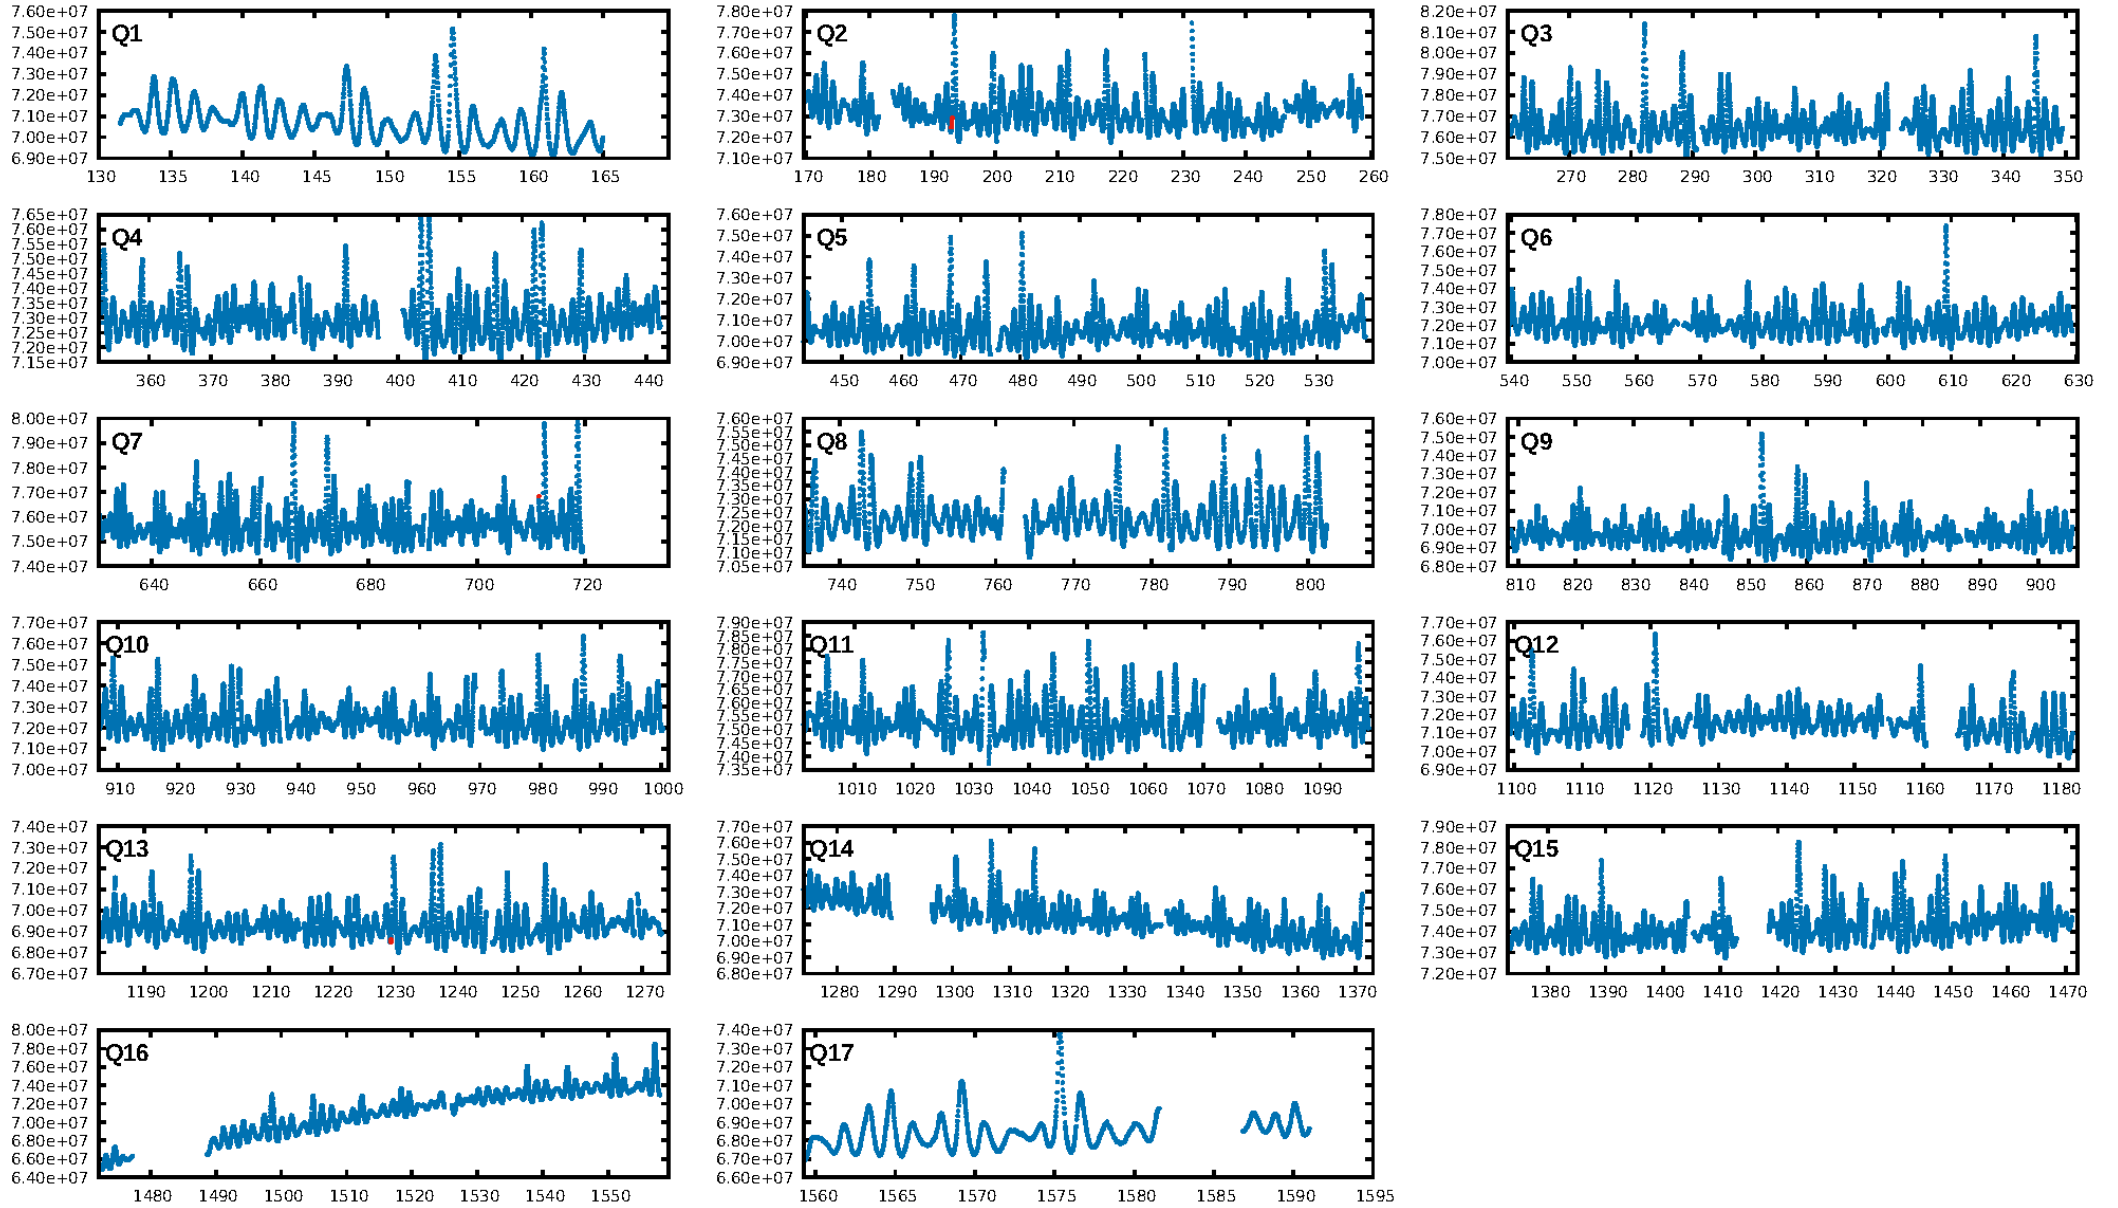 7.60e+07 7.50e+07 7.40e+07 7.30e+07 7.20e+07 7.10e+07 7.00e+07 6.90e+07
Q1
130 135 140 145 150 155 160 165
7.80e+07 7.70e+07 7.60e+07 7.50e+07 7.40e+07 7.30e+07 7.20e+07 7.10e+07
Q2
170 180 190 200 210 220 230 240 250 260
8.20e+07 8.10e+07 8.00e+07 7.90e+07 7.80e+07 7.70e+07 7.60e+07 7.50e+07
Q3
270 280 290 300 310 320 330 340 350
7.65e+07 7.60e+07 7.55e+07 7.50e+07 7.45e+07 7.40e+07 7.35e+07 7.30e+07 7.25e+07 7.20e+07 7.15e+07
Q4
360 370 380 390 400 410 420 430 440
7.60e+07 7.50e+07 7.40e+07 7.30e+07 7.20e+07 7.10e+07 7.00e+07 6.90e+07
Q5
450 460 470 480 490 500 510 520 530
7.80e+07 7.70e+07 7.60e+07 7.50e+07 7.40e+07 7.30e+07 7.20e+07 7.10e+07 7.00e+07
Q6
540 550 560 570 580 590 600 610 620 630
8.00e+07 7.90e+07 7.80e+07 7.70e+07 7.60e+07 7.50e+07 7.40e+07
Q7
640 660 680 700 720
7.60e+07 7.55e+07 7.50e+07 7.45e+07 7.40e+07 7.35e+07 7.30e+07 7.25e+07 7.20e+07 7.15e+07 7.10e+07 7.05e+07
Q8
740 750 760 770 780 790 800
7.60e+07 7.50e+07 7.40e+07 7.30e+07 7.20e+07 7.10e+07 7.00e+07 6.90e+07 6.80e+07
Q9
810 820 830 840 850 860 870 880 890 900
7.70e+07 7.60e+07 7.50e+07 7.40e+07 7.30e+07 7.20e+07 7.10e+07 7.00e+07
Q10
910 920 930 940 950 960 970 980 990 1000
7.90e+07 7.85e+07 7.80e+07 7.75e+07 7.70e+07 7.65e+07 7.60e+07 7.55e+07 7.50e+07 7.45e+07 7.40e+07 7.35e+07
Q11
1010 1020 1030 1040 1050 1060 1070 1080 1090
7.70e+07 7.60e+07 7.50e+07 7.40e+07 7.30e+07 7.20e+07 7.10e+07 7.00e+07 6.90e+07
Q12
1100 1110 1120 1130 1140 1150 1160 1170 1180
7.40e+07 7.30e+07 7.20e+07 7.10e+07 7.00e+07 6.90e+07 6.80e+07 6.70e+07
Q13
1190 1200 1210 1220 1230 1240 1250 1260 1270
7.70e+07 7.60e+07 7.50e+07 7.40e+07 7.30e+07 7.20e+07 7.10e+07 7.00e+07 6.90e+07 6.80e+07
Q14
1280 1290 1300 1310 1320 1330 1340 1350 1360 1370
7.90e+07 7.80e+07 7.70e+07 7.60e+07 7.50e+07 7.40e+07 7.30e+07 7.20e+07
Q15
1380 1390 1400 1410 1420 1430 1440 1450 1460 1470
8.00e+07 7.80e+07 7.60e+07 7.40e+07 7.20e+07 7.00e+07 6.80e+07 6.60e+07 6.40e+07
Q16
1480 1490 1500 1510 1520 1530 1540 1550
7.40e+07 7.30e+07 7.20e+07 7.10e+07 7.00e+07 6.90e+07 6.80e+07 6.70e+07 6.60e+07
Q17
1560 1565 1570 1575 1580 1585 1590 1595